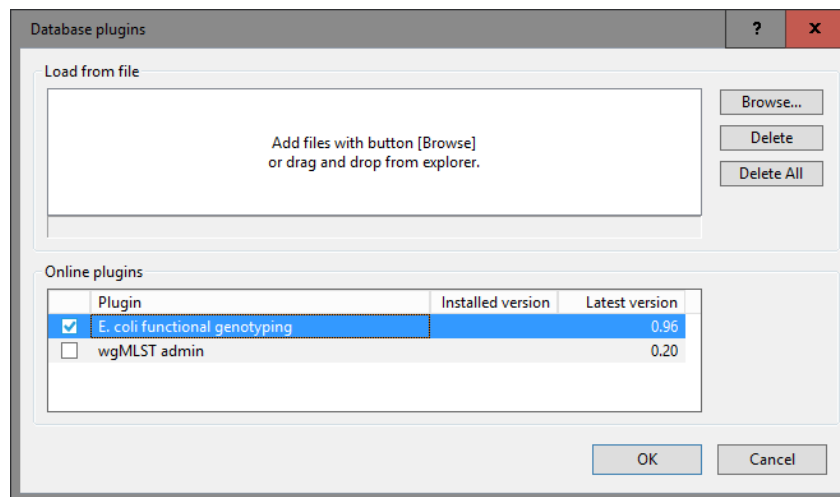 Database plugins
?
x
Load from file
Add files with button [Browse]
or drag and drop from explorer.
Browse...
Delete
Delete All
Online plugins
Plugin Installed version Latest version
E. coli functional genotyping 0.96
wgMLST admin 0.20
OK Cancel